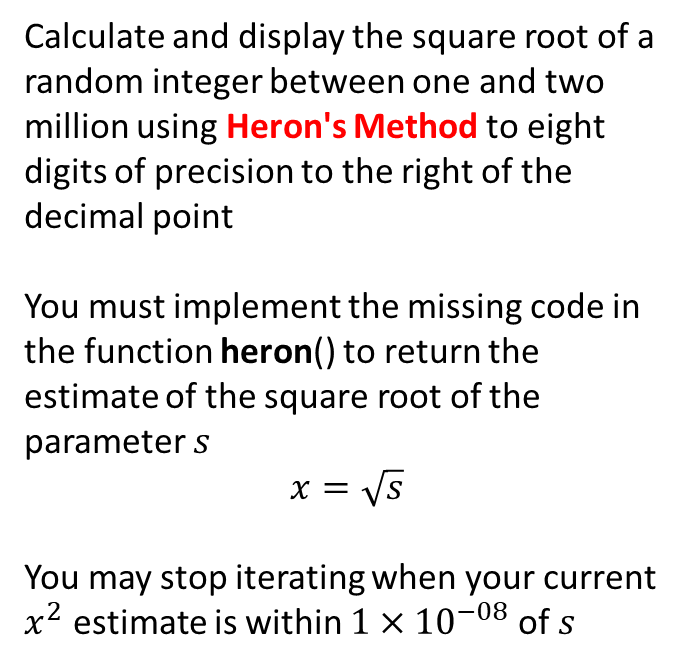 Calculate and display the square root of a
random integer between one and two
million using Heron's Method to eight
digits of precision to the right of the
decimal point
You must implement the missing code in
the function heron() to return the
estimate of the square root of the
parameter s
x = √s
You may stop iterating when your current
x² estimate is within 1 × 10⁻⁰⁸ of s